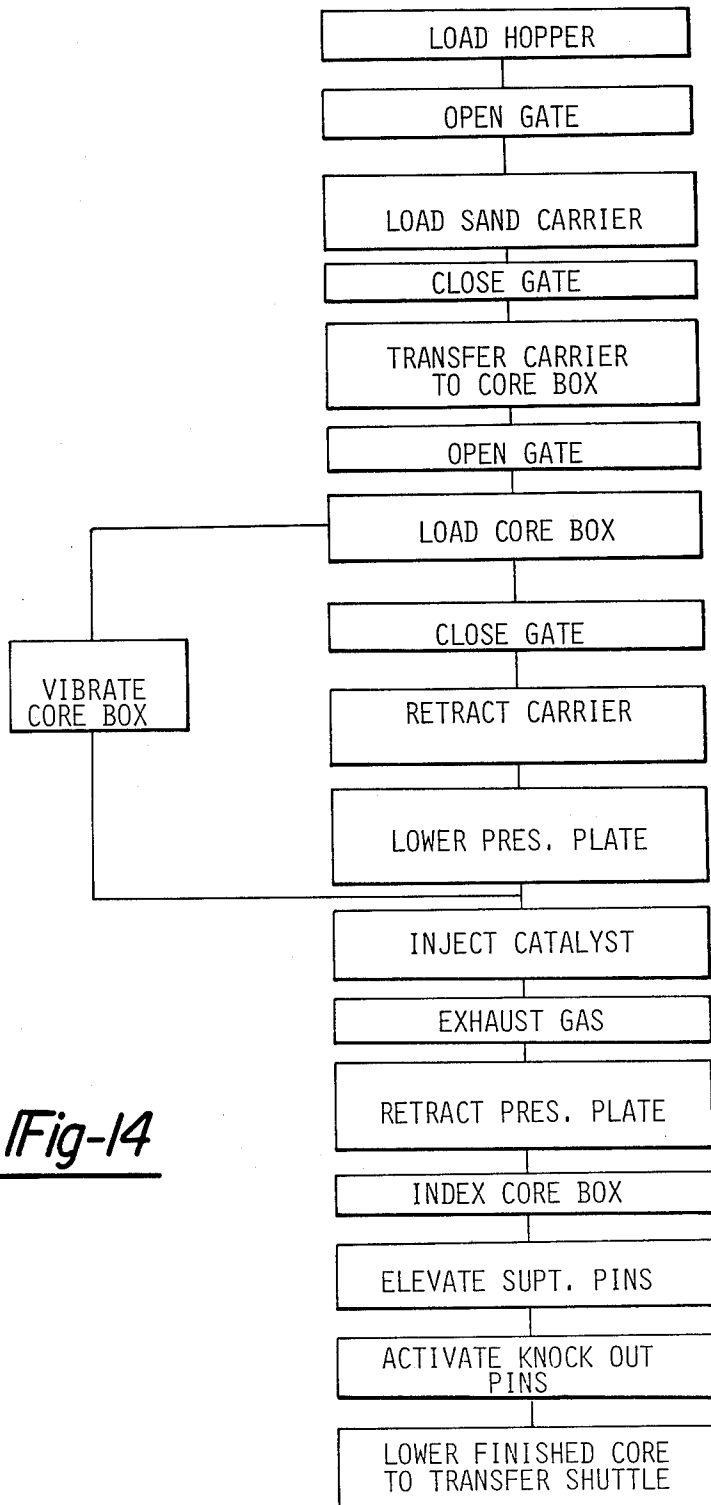 LOAD HOPPER
OPEN GATE
LOAD SAND CARRIER
CLOSE GATE
TRANSFER CARRIER
TO CORE BOX
OPEN GATE
LOAD CORE BOX
CLOSE GATE
VIBRATE
CORE BOX
RETRACT CARRIER
LOWER PRES. PLATE
INJECT CATALYST
EXHAUST GAS
RETRACT PRES. PLATE
Fig-14
INDEX CORE BOX
ELEVATE SUPT. PINS
ACTIVATE KNOCK OUT
PINS
LOWER FINISHED CORE
TO TRANSFER SHUTTLE